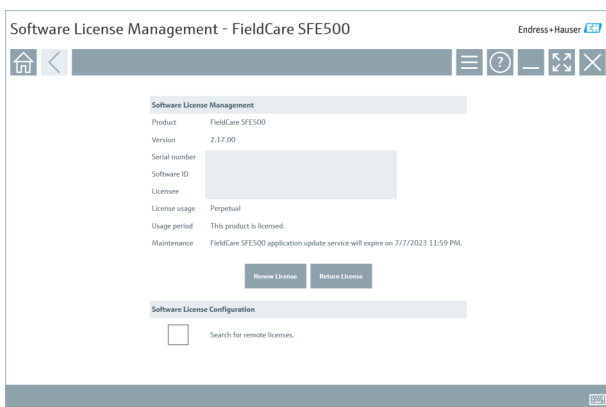 Software License Management - FieldCare SFE500
Endress+Hauser EH
?
Software License Management
Product FieldCare SFE500
Version 2.17.00
Serial number
Software ID
Licensee
License usage Perpetual
Usage period This product is licensed.
Maintenance FieldCare SFE500 application update service will expire on 7/7/2023 11:59 PM.
Renew License Return License
Software License Configuration
Search for remote licenses.